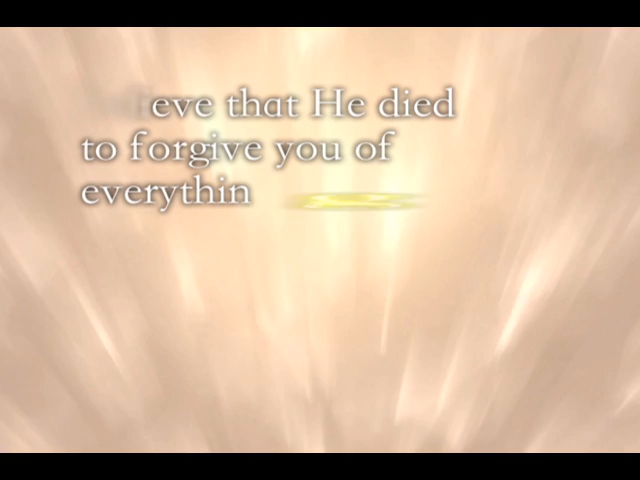 eve that He died
to forgive you of
everythin